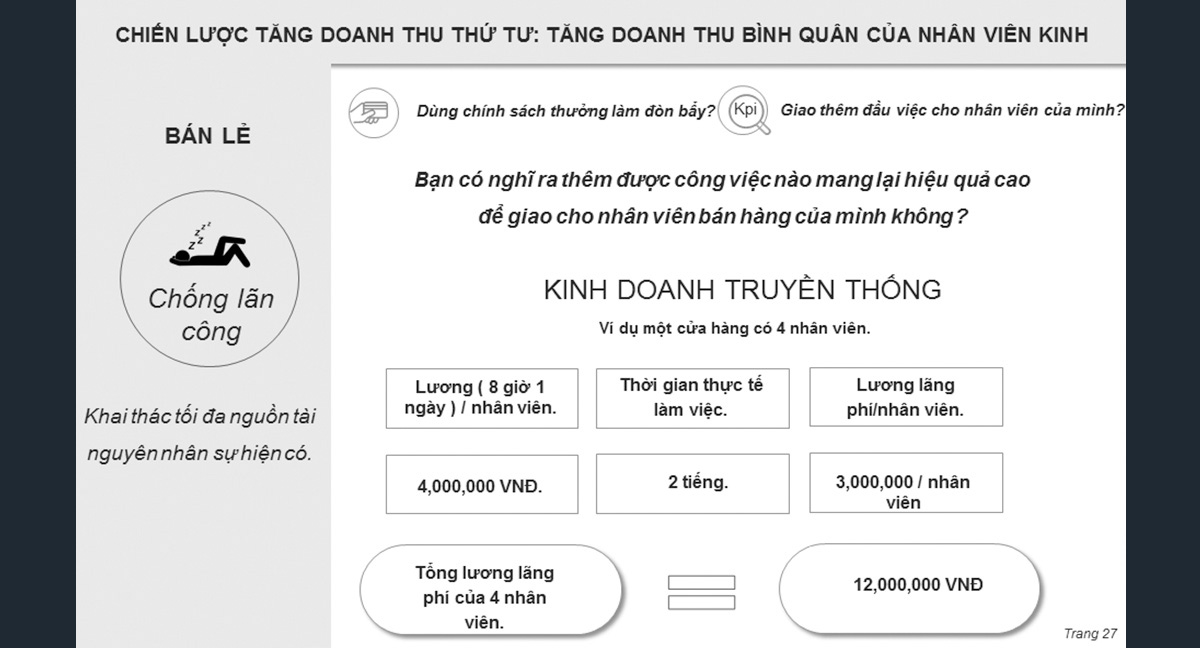 CHIẾN LƯỢC TĂNG DOANH THU THỨ TƯ: TĂNG DOANH THU BÌNH QUÂN CỦA NHÂN VIÊN KINH
BÁN LẺ
zzz
zz
Chống lãn
công
Khai thác tối đa nguồn tài
nguyên nhân sự hiện có.
Dùng chính sách thưởng làm đòn bẩy?
Kpi
Giao thêm đầu việc cho nhân viên của mình?
Bạn có nghĩ ra thêm được công việc nào mang lại hiệu quả cao
để giao cho nhân viên bán hàng của mình không?
KINH DOANH TRUYỀN THỐNG
Ví dụ một cửa hàng có 4 nhân viên.
Lương ( 8 giờ 1
ngày ) / nhân viên.
Thời gian thực tế
làm việc.
Lương lãng
phí/nhân viên.
4,000,000 VNĐ.
2 tiếng.
3,000,000 / nhân
viên
Tổng lương lãng
phí của 4 nhân
viên.
12,000,000 VNĐ
Trang 27